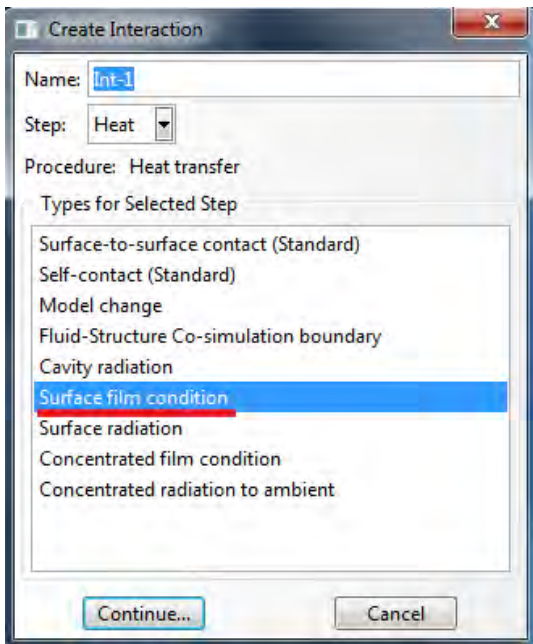 Create Interaction
Name: Int-1
Step: Heat
Procedure: Heat transfer
Types for Selected Step
Surface-to-surface contact (Standard)
Self-contact (Standard)
Model change
Fluid-Structure Co-simulation boundary
Cavity radiation
Surface film condition
Surface radiation
Concentrated film condition
Concentrated radiation to ambient
Continue... Cancel